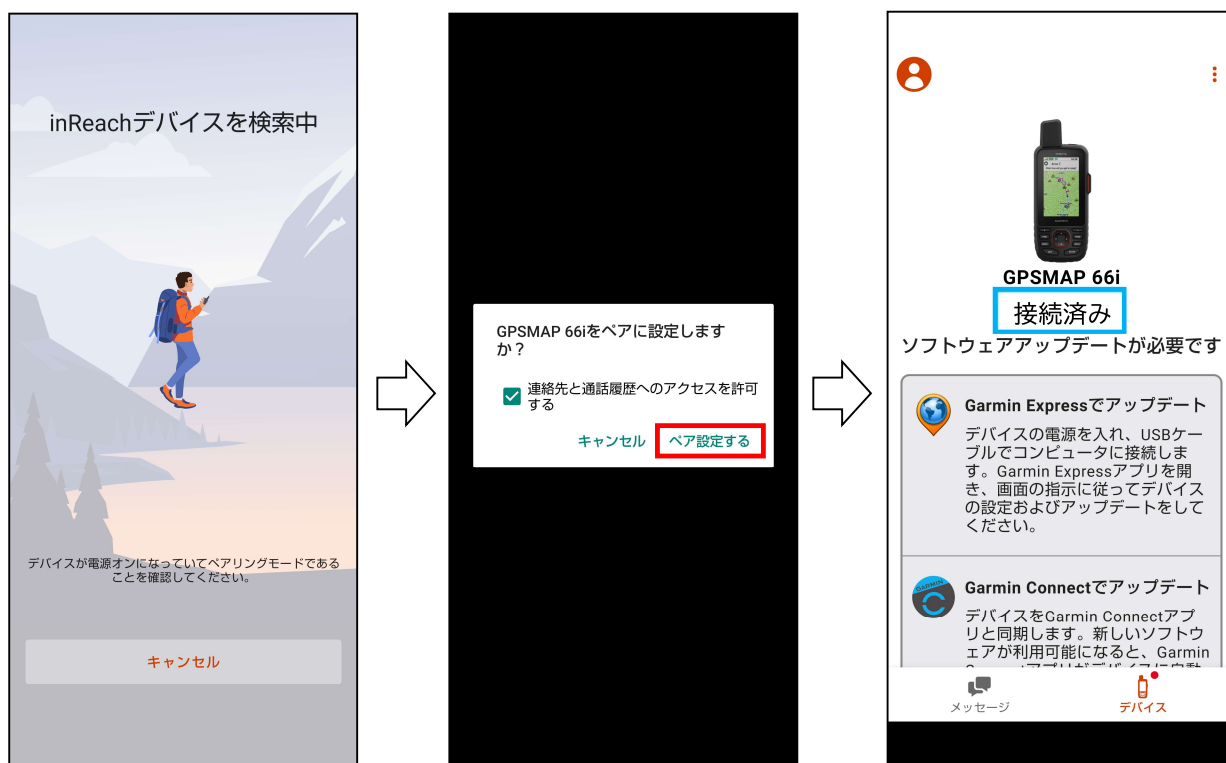 inReachデバイスを検索中
デバイスが電源オンになっていてペアリングモードである
ことを確認してください。
キャンセル
GPSMAP 66iをペアに設定します
か？
連絡先と通話履歴へのアクセスを許可
する
キャンセル ペア設定する
GPSMAP 66i
接続済み
ソフトウェアアップデートが必要です
Garmin Expressでアップデート
デバイスの電源を入れ、USBケー
ブルでコンピュータに接続しま
す。Garmin Expressアプリを開
き、画面の指示に従ってデバイス
の設定およびアップデートをして
ください。
GARMIN
Garmin Connectでアップデート
デバイスをGarmin Connectアプ
リと同期します。新しいソフトウ
ェアが利用可能になると、Garmin
メッセージ デバイス